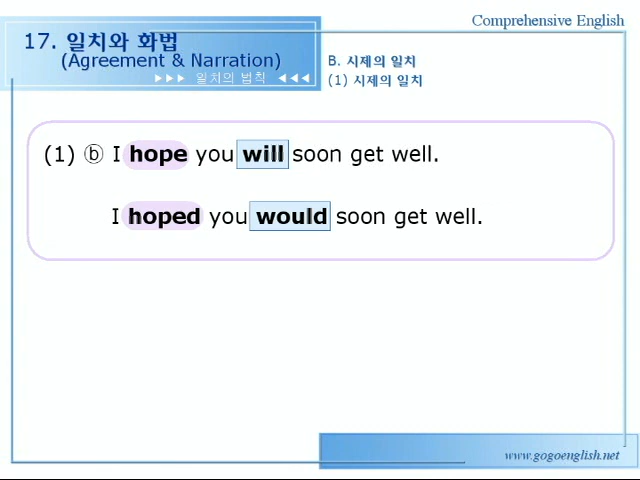 Comprehensive English
17. 일치와 화법
(Agreement & Narration)
▶▶▶ 일치의 법칙 ◀◀◀
B. 시제의 일치
(1) 시제의 일치
(1) ⓑ I hope you will soon get well.
I hoped you would soon get well.
www.gogoenglish.net